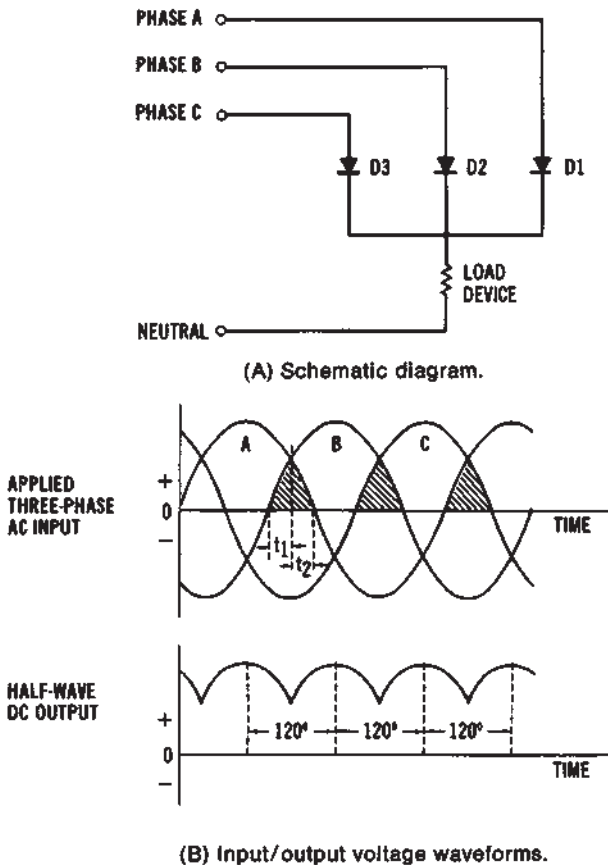 PHASE A
PHASE B
PHASE C
D3
D2
D1
LOAD
DEVICE
NEUTRAL
(A) Schematic diagram.
A
B
C
APPLIED
THREE-PHASE
AC INPUT
+
0
−
t1
t2
TIME
HALF-WAVE
DC OUTPUT
+
0
−
120°
120°
120°
TIME
(B) Input/output voltage waveforms.